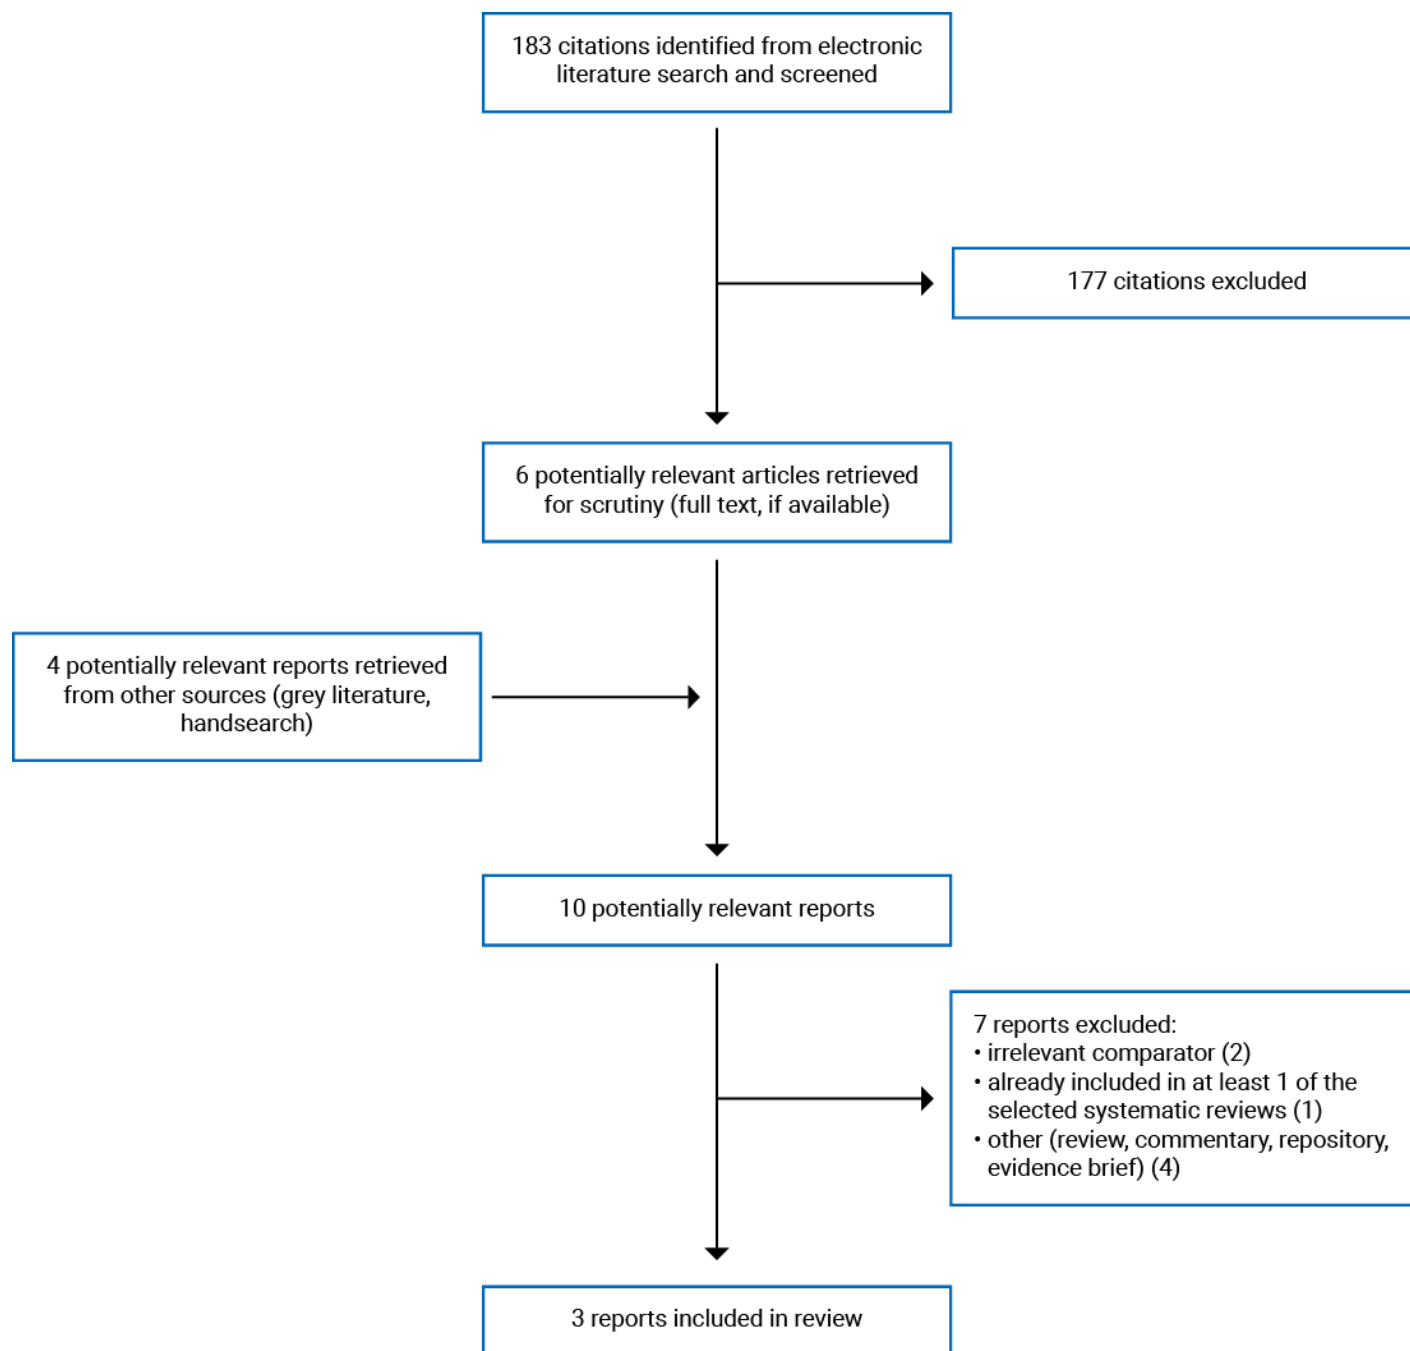 183 citations identified from electronic
literature search and screened
177 citations excluded
6 potentially relevant articles retrieved
for scrutiny (full text, if available)
4 potentially relevant reports retrieved
from other sources (grey literature,
handsearch)
10 potentially relevant reports
7 reports excluded:
• irrelevant comparator (2)
• already included in at least 1 of the
selected systematic reviews (1)
• other (review, commentary, repository,
evidence brief) (4)
3 reports included in review